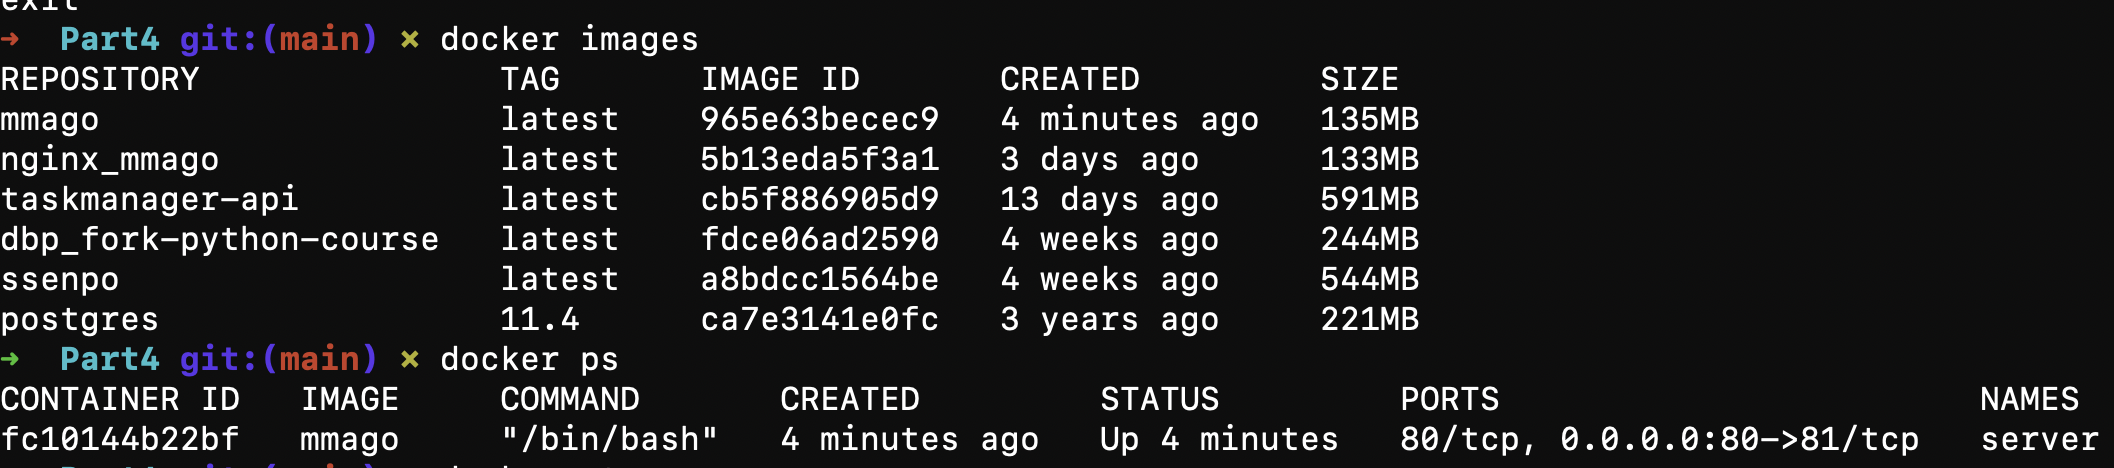 exit
→ Part4 git:(main) × docker images
REPOSITORY TAG IMAGE ID CREATED SIZE
mmago latest 965e63becec9 4 minutes ago 135MB
nginx_mmago latest 5b13eda5f3a1 3 days ago 133MB
taskmanager-api latest cb5f886905d9 13 days ago 591MB
dbp_fork-python-course latest fdce06ad2590 4 weeks ago 244MB
ssenpo latest a8bdcc1564be 4 weeks ago 544MB
postgres 11.4 ca7e3141e0fc 3 years ago 221MB
→ Part4 git:(main) × docker ps
CONTAINER ID IMAGE COMMAND CREATED STATUS PORTS NAMES
fc10144b22bf mmago "/bin/bash" 4 minutes ago Up 4 minutes 80/tcp, 0.0.0.0:80->81/tcp server